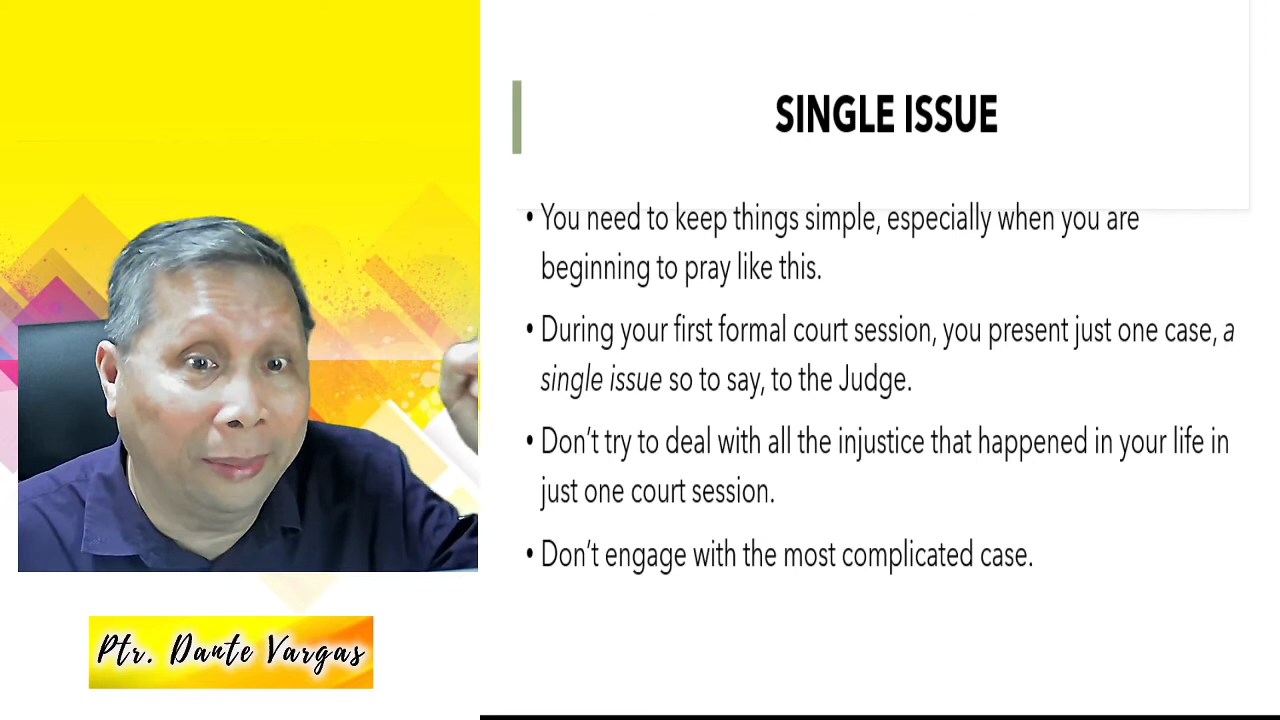 SINGLE ISSUE
• You need to keep things simple, especially when you are
beginning to pray like this.
• During your first formal court session, you present just one case, a
single issue so to say, to the Judge.
• Don’t try to deal with all the injustice that happened in your life in
just one court session.
• Don’t engage with the most complicated case.
Ptr. Dante Vargas